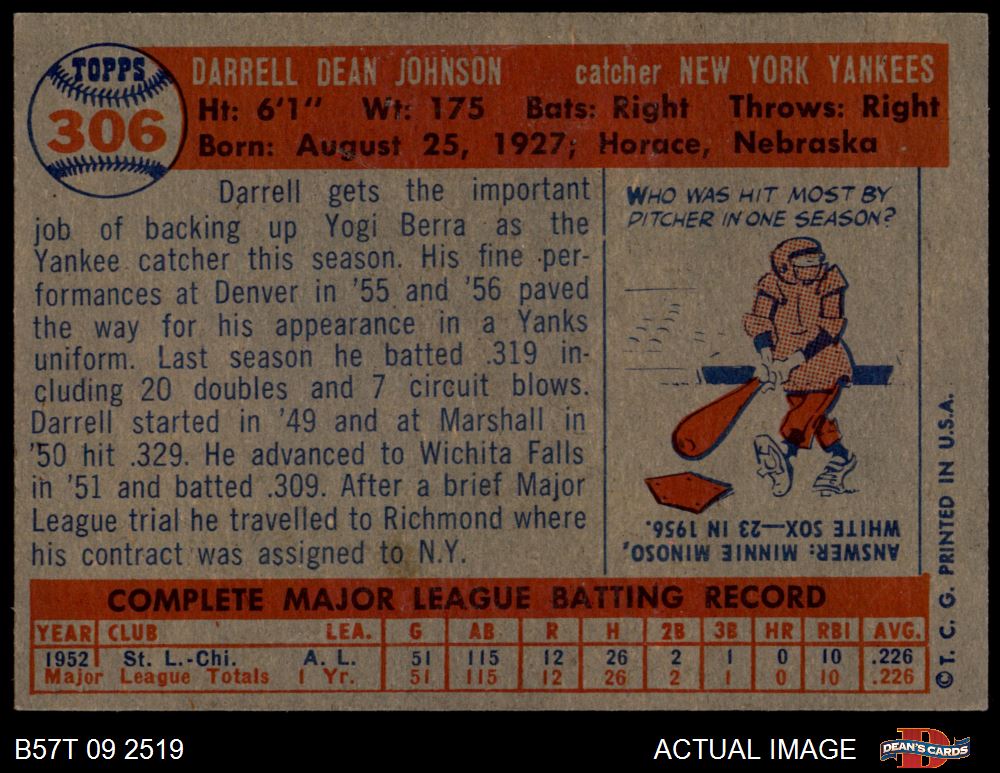 TOPPS
306
DARRELL DEAN JOHNSON catcher NEW YORK YANKEES
Ht: 6'1" Wt: 175 Bats: Right Throws: Right
Born: August 25, 1927; Horace, Nebraska
Darrell gets the important
job of backing up Yogi Berra as the
Yankee catcher this season. His fine per-
formances at Denver in '55 and '56 paved
the way for his appearance in a Yanks
uniform. Last season he batted .319 in-
cluding 20 doubles and 7 circuit blows.
Darrell started in '49 and at Marshall in
'50 hit .329. He advanced to Wichita Falls
in '51 and batted .309. After a brief Major
League trial he travelled to Richmond where
his contract was assigned to N.Y.
WHO WAS HIT MOST BY
PITCHER IN ONE SEASON?
ANSWER: MINNIE MINOSO,
WHITE SOX—23 IN 1956.
COMPLETE MAJOR LEAGUE BATTING RECORD
YEAR CLUB LEA. G AB R H 2B 3B HR RBI AVG.
1952 St. L.-Chi. A. L. 51 115 12 26 2 1 0 10 .226
Major League Totals 1 Yr. 51 115 12 26 2 1 0 10 .226
© T. C. G. PRINTED IN U.S.A.
B57T 09 2519 ACTUAL IMAGE
DEAN'S CARDS